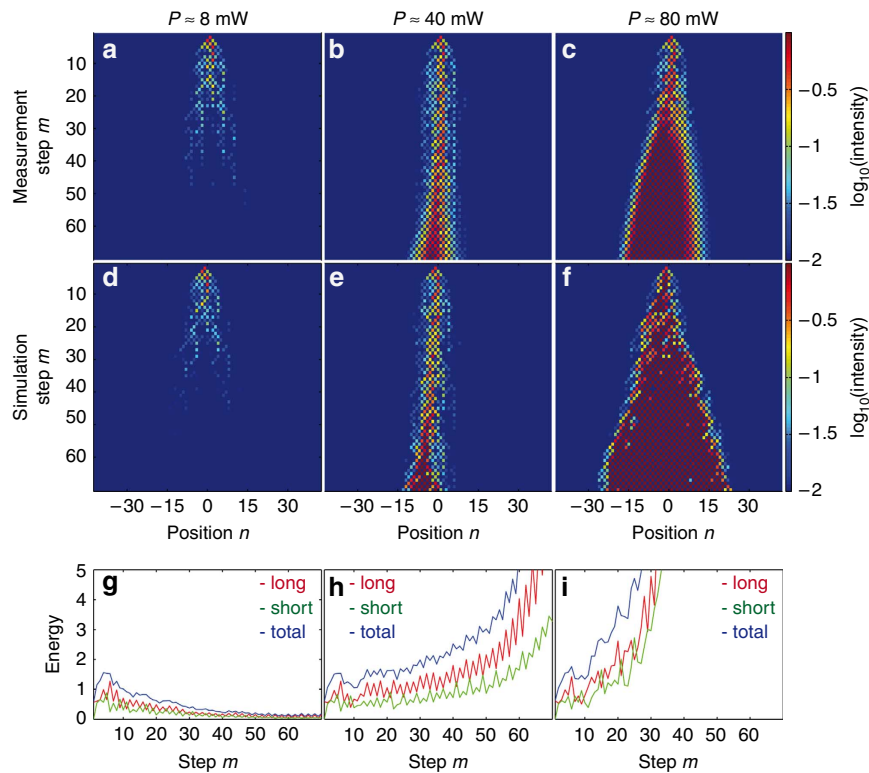 P ≈ 8 mW
P ≈ 40 mW
P ≈ 80 mW
a
b
c
Measurement
step m
10
20
30
40
50
60
−0.5
−1
−1.5
−2
log10(intensity)
d
e
f
Simulation
step m
10
20
30
40
50
60
−0.5
−1
−1.5
−2
log10(intensity)
−30 −15 0 15 30
−30 −15 0 15 30
−30 −15 0 15 30
Position n
Position n
Position n
g
- long
- short
- total
h
- long
- short
- total
i
- long
- short
- total
Energy
5
4
3
2
1
0
10 20 30 40 50 60
10 20 30 40 50 60
10 20 30 40 50 60
Step m
Step m
Step m